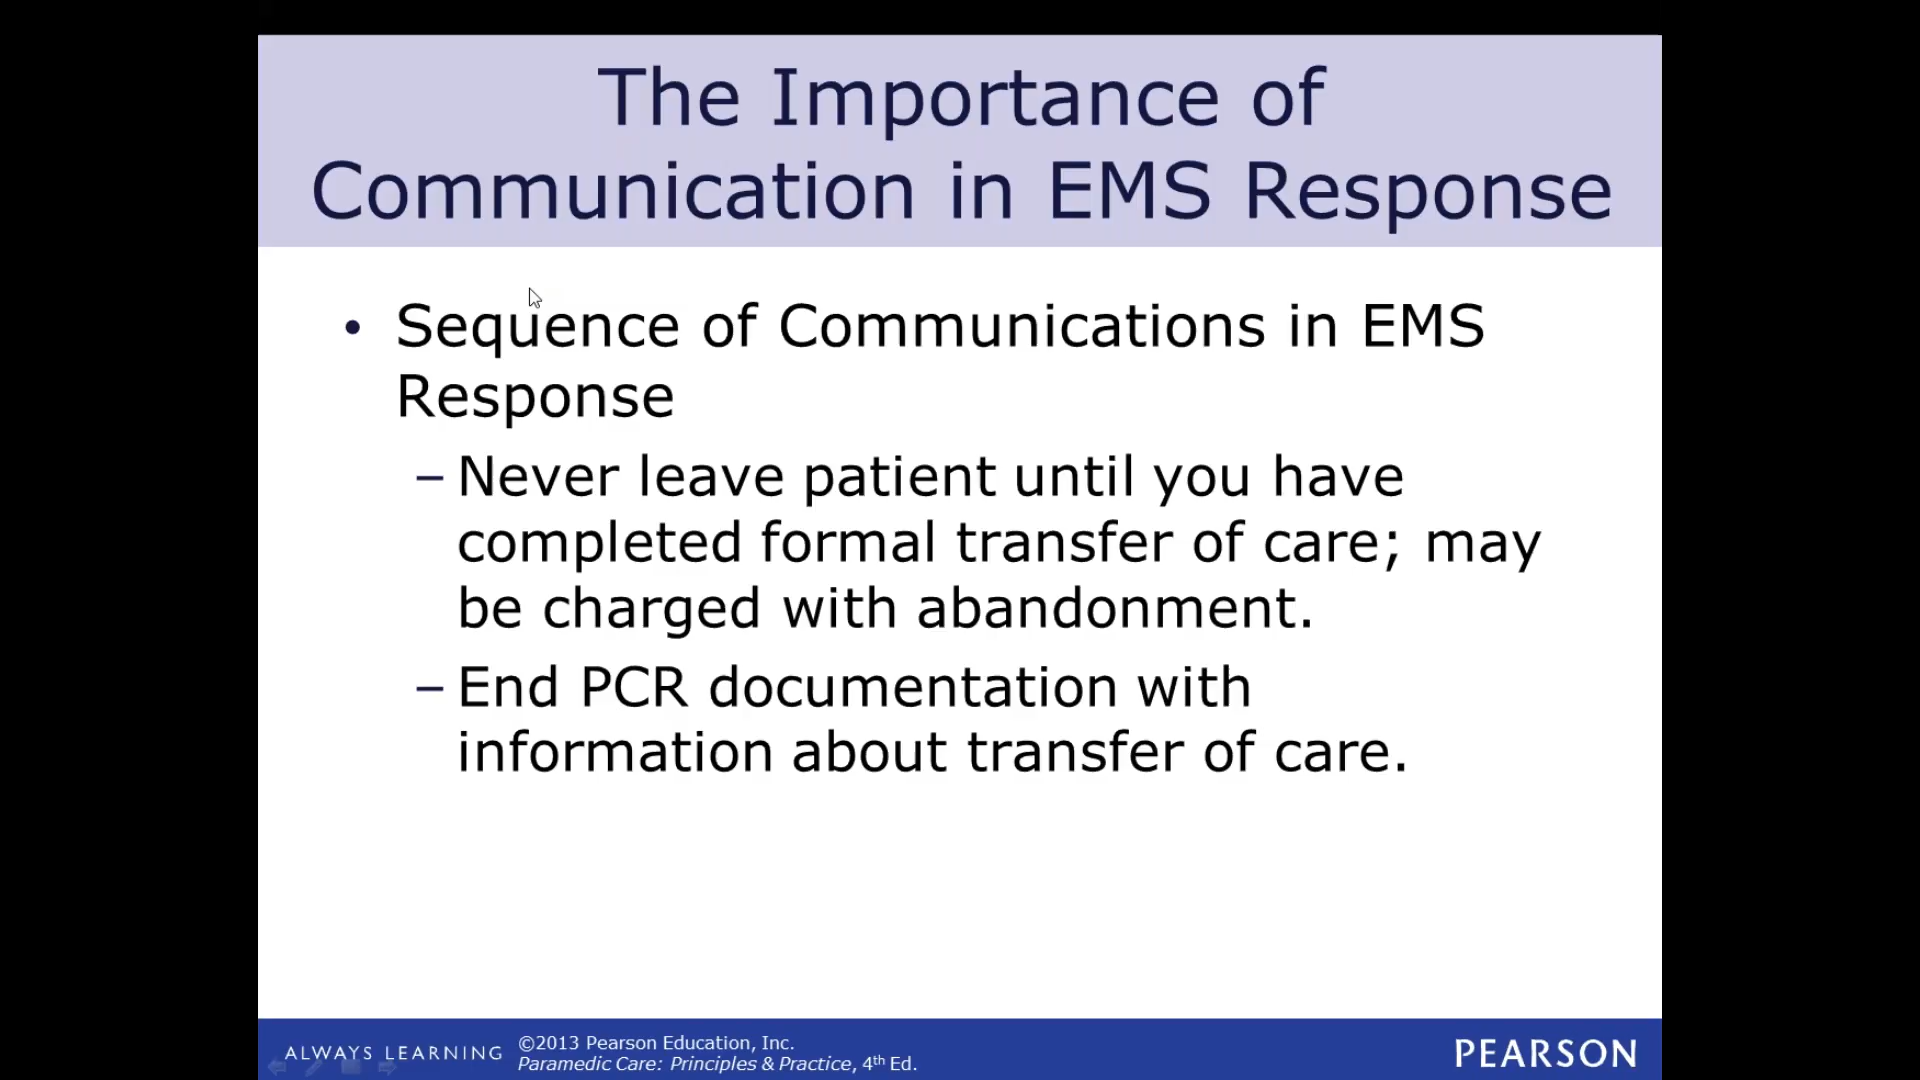 The Importance of
Communication in EMS Response
• Sequence of Communications in EMS
Response
– Never leave patient until you have
completed formal transfer of care; may
be charged with abandonment.
– End PCR documentation with
information about transfer of care.
ALWAYS LEARNING
©2013 Pearson Education, Inc.
Paramedic Care: Principles & Practice, 4th Ed.
PEARSON